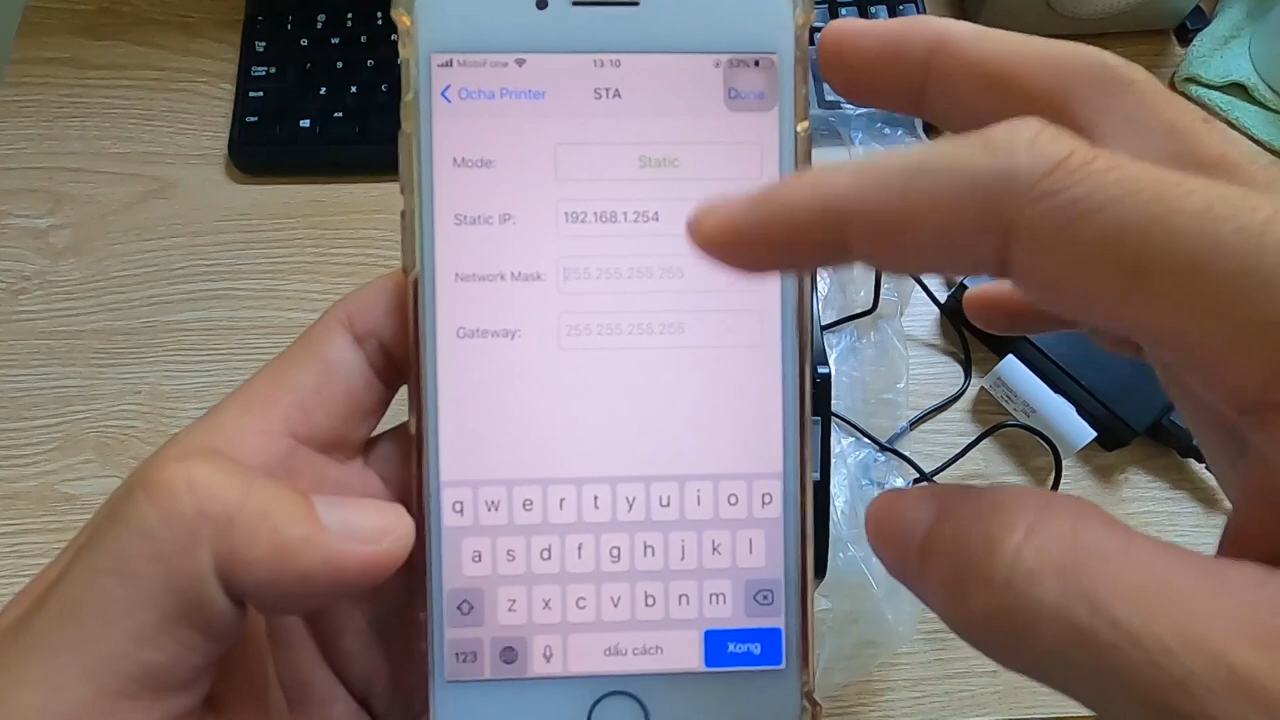 MobiFone 13:10 53%
Ocha Printer STA Done
Mode: Static
Static IP: 192.168.1.254
Network Mask: 255.255.255.255
Gateway: 255.255.255.255
q w e r t y u i o p
a s d f g h j k l
z x c v b n m
123 dấu cách Xong